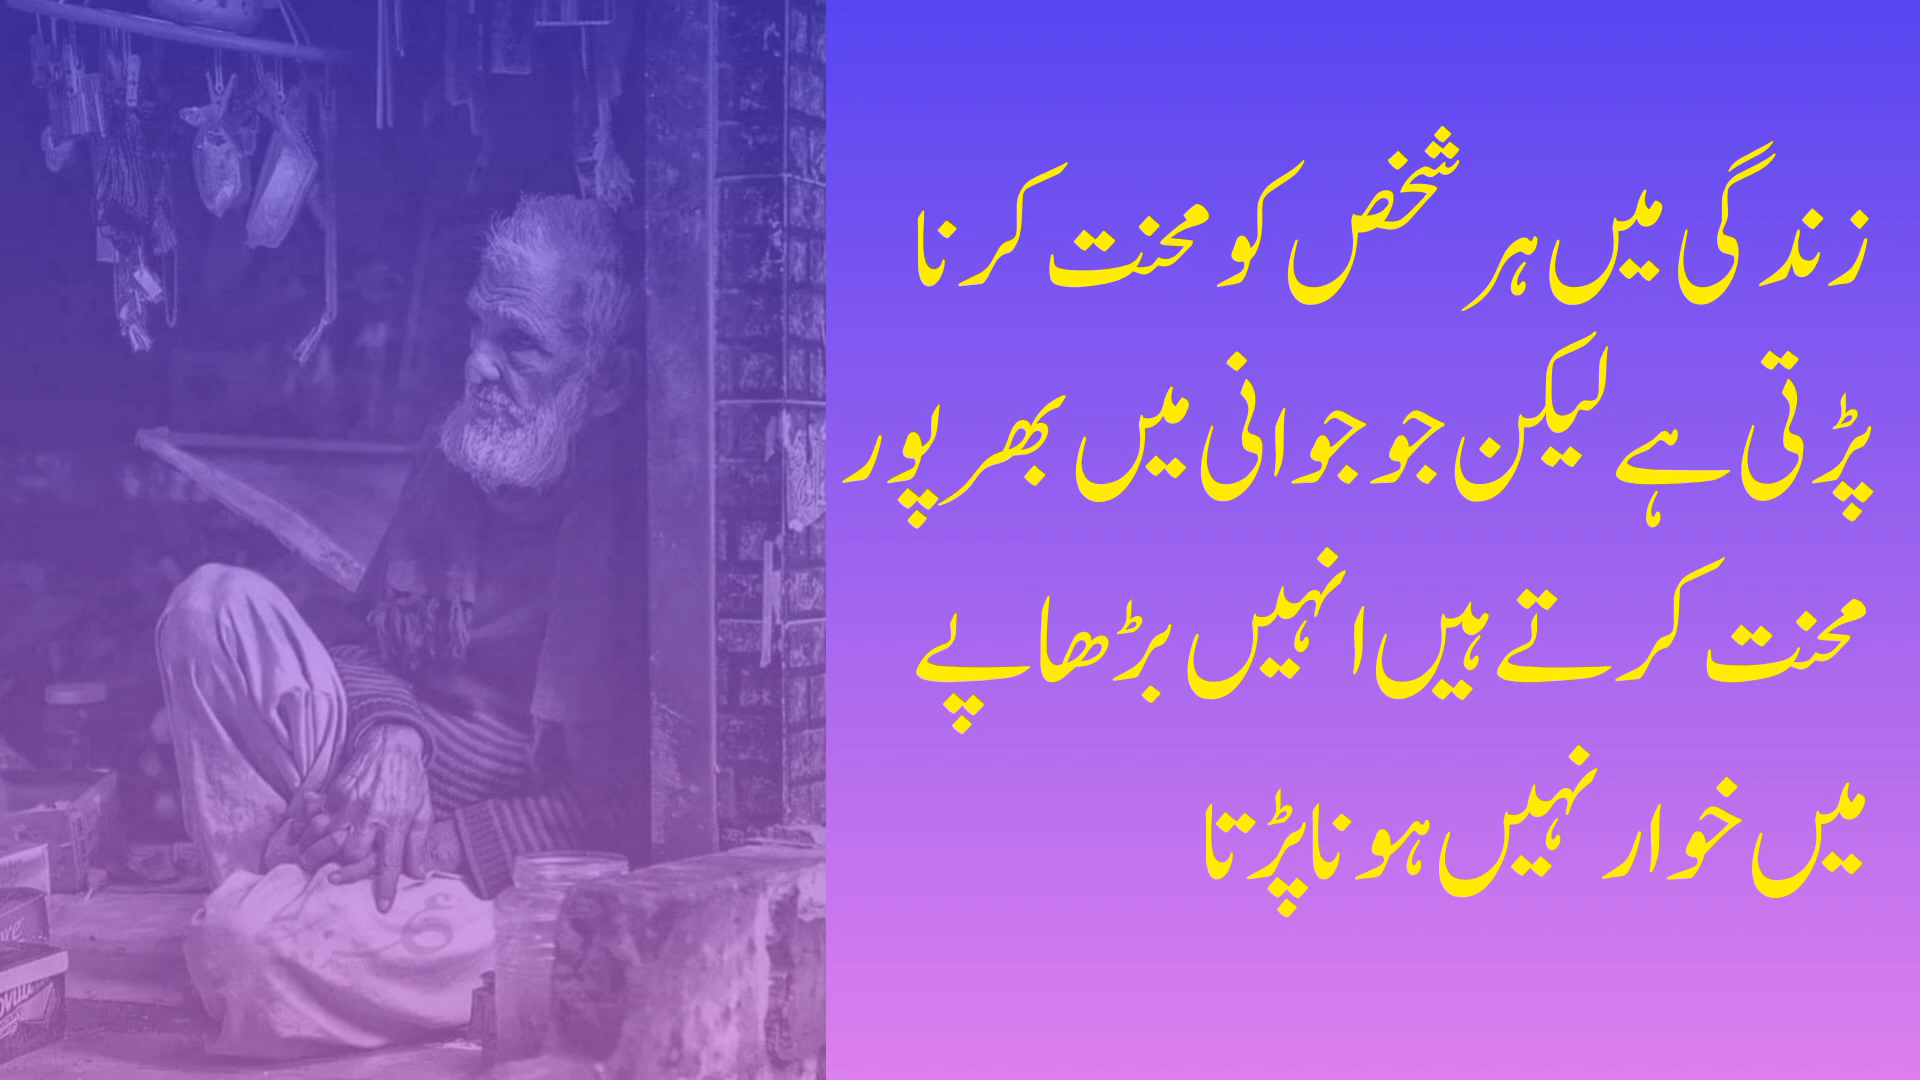 زندگی میں ہر شخص کو محنت کرنا
پڑتی ہے لیکن جو جوانی میں بھرپور
محنت کرتے ہیں انہیں بڑھاپے
میں خوار نہیں ہونا پڑتا